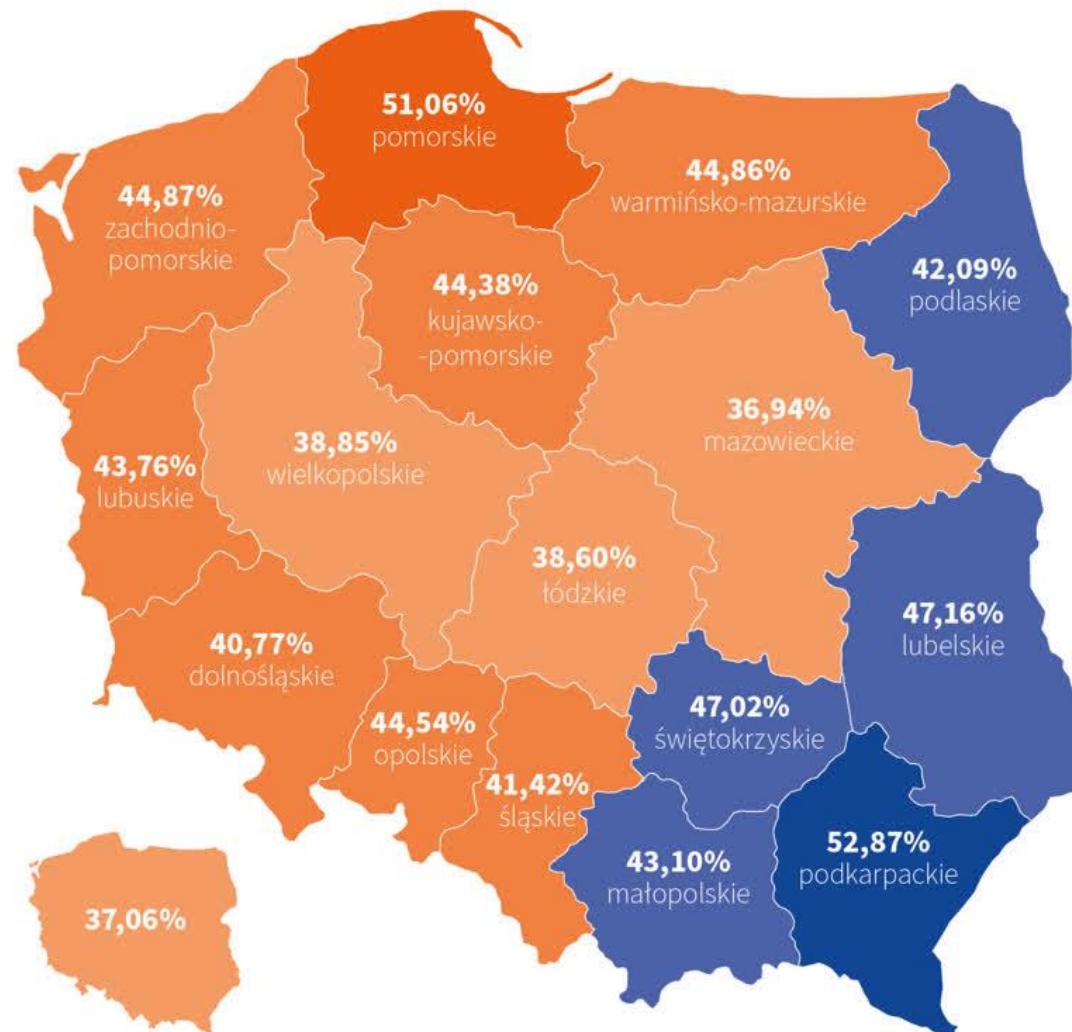 51,06%
pomorskie
44,87%
zachodnio-
pomorskie
44,86%
warmińsko-mazurskie
42,09%
podlaskie
44,38%
kujawsko-
-pomorskie
36,94%
mazowieckie
38,85%
wielkopolskie
43,76%
lubuskie
38,60%
łódzkie
47,16%
lubelskie
40,77%
dolnośląskie
44,54%
opolskie
47,02%
świętokrzyskie
41,42%
śląskie
43,10%
małopolskie
52,87%
podkarpackie
37,06%